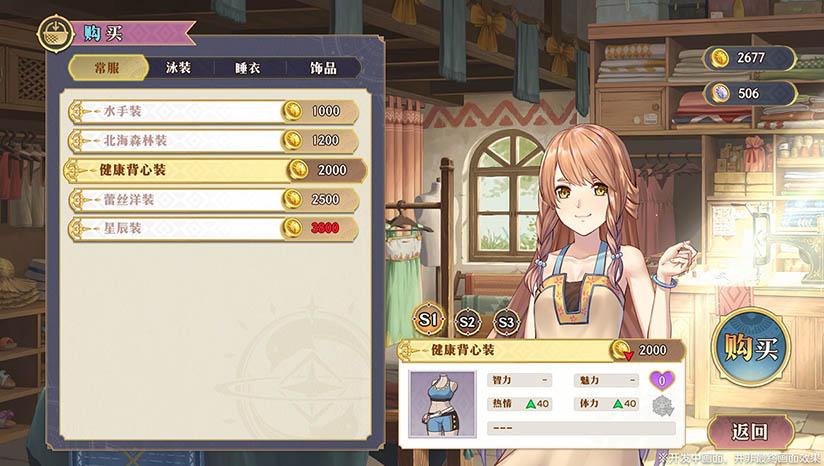 购买
常服 泳装 睡衣 饰品
水手装 1000
北海森林装 1200
健康背心装 2000
蕾丝洋装 2500
星辰装 3800
2677
506
S1 S2 S3
健康背心装 2000
智力 - 魅力 - 0
热情 40 体力 40
---
购买
返回
※开发中画面，并非最终画面效果